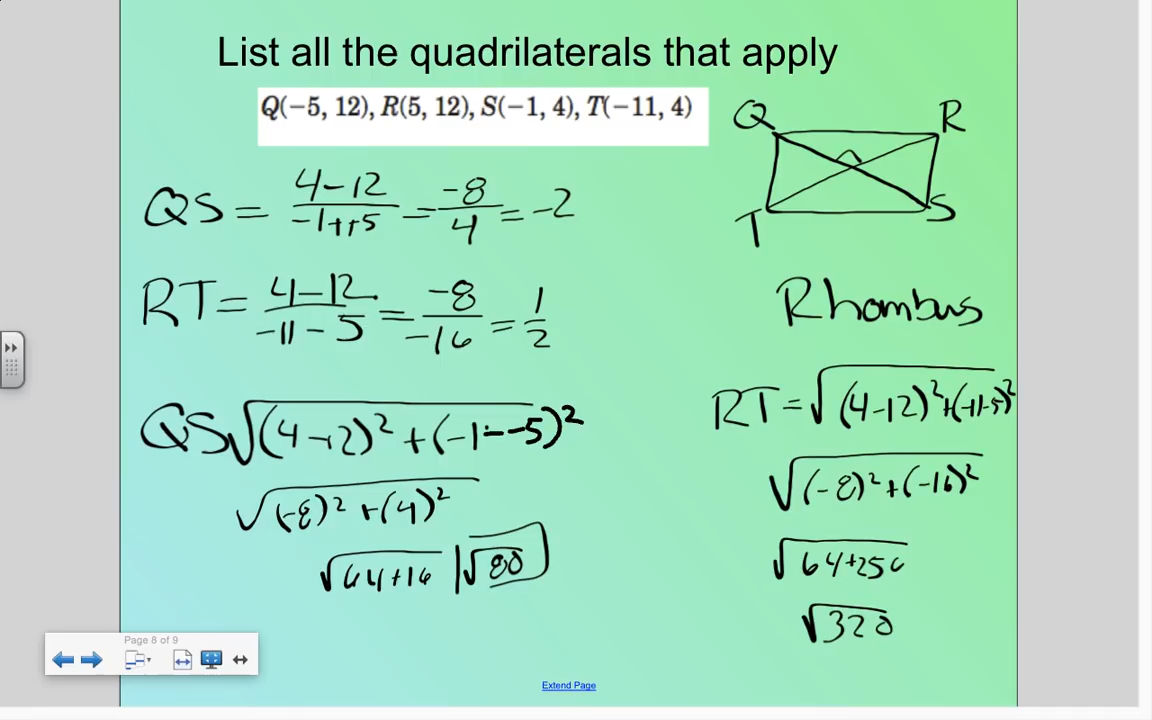 List all the quadrilaterals that apply
Q(−5, 12), R(5, 12), S(−1, 4), T(−11, 4)
Q R
T S
QS = 4-12 / -1++5 = -8 / 4 = -2
RT = 4-12 / -11-5 = -8 / -16 = 1/2
Rhombus
QS √(4-12)² + (-1--5)²
√(-8)² + (4)²
√64+16 √80
RT = √(4-12)² + (-11-5)²
√(-8)² + (-16)²
√64+256
√320
Page 8 of 9
Extend Page